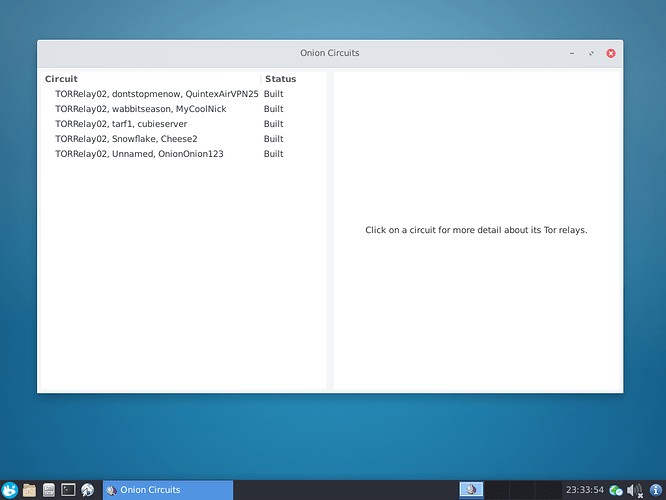 Onion Circuits
Circuit Status
TORRelay02, dontstopmenow, QuintexAirVPN25 Built
TORRelay02, wabbitseason, MyCoolNick Built
TORRelay02, tarf1, cubieserver Built
TORRelay02, Snowflake, Cheese2 Built
TORRelay02, Unnamed, OnionOnion123 Built
Click on a circuit for more detail about its Tor relays.
Onion Circuits
23:33:54